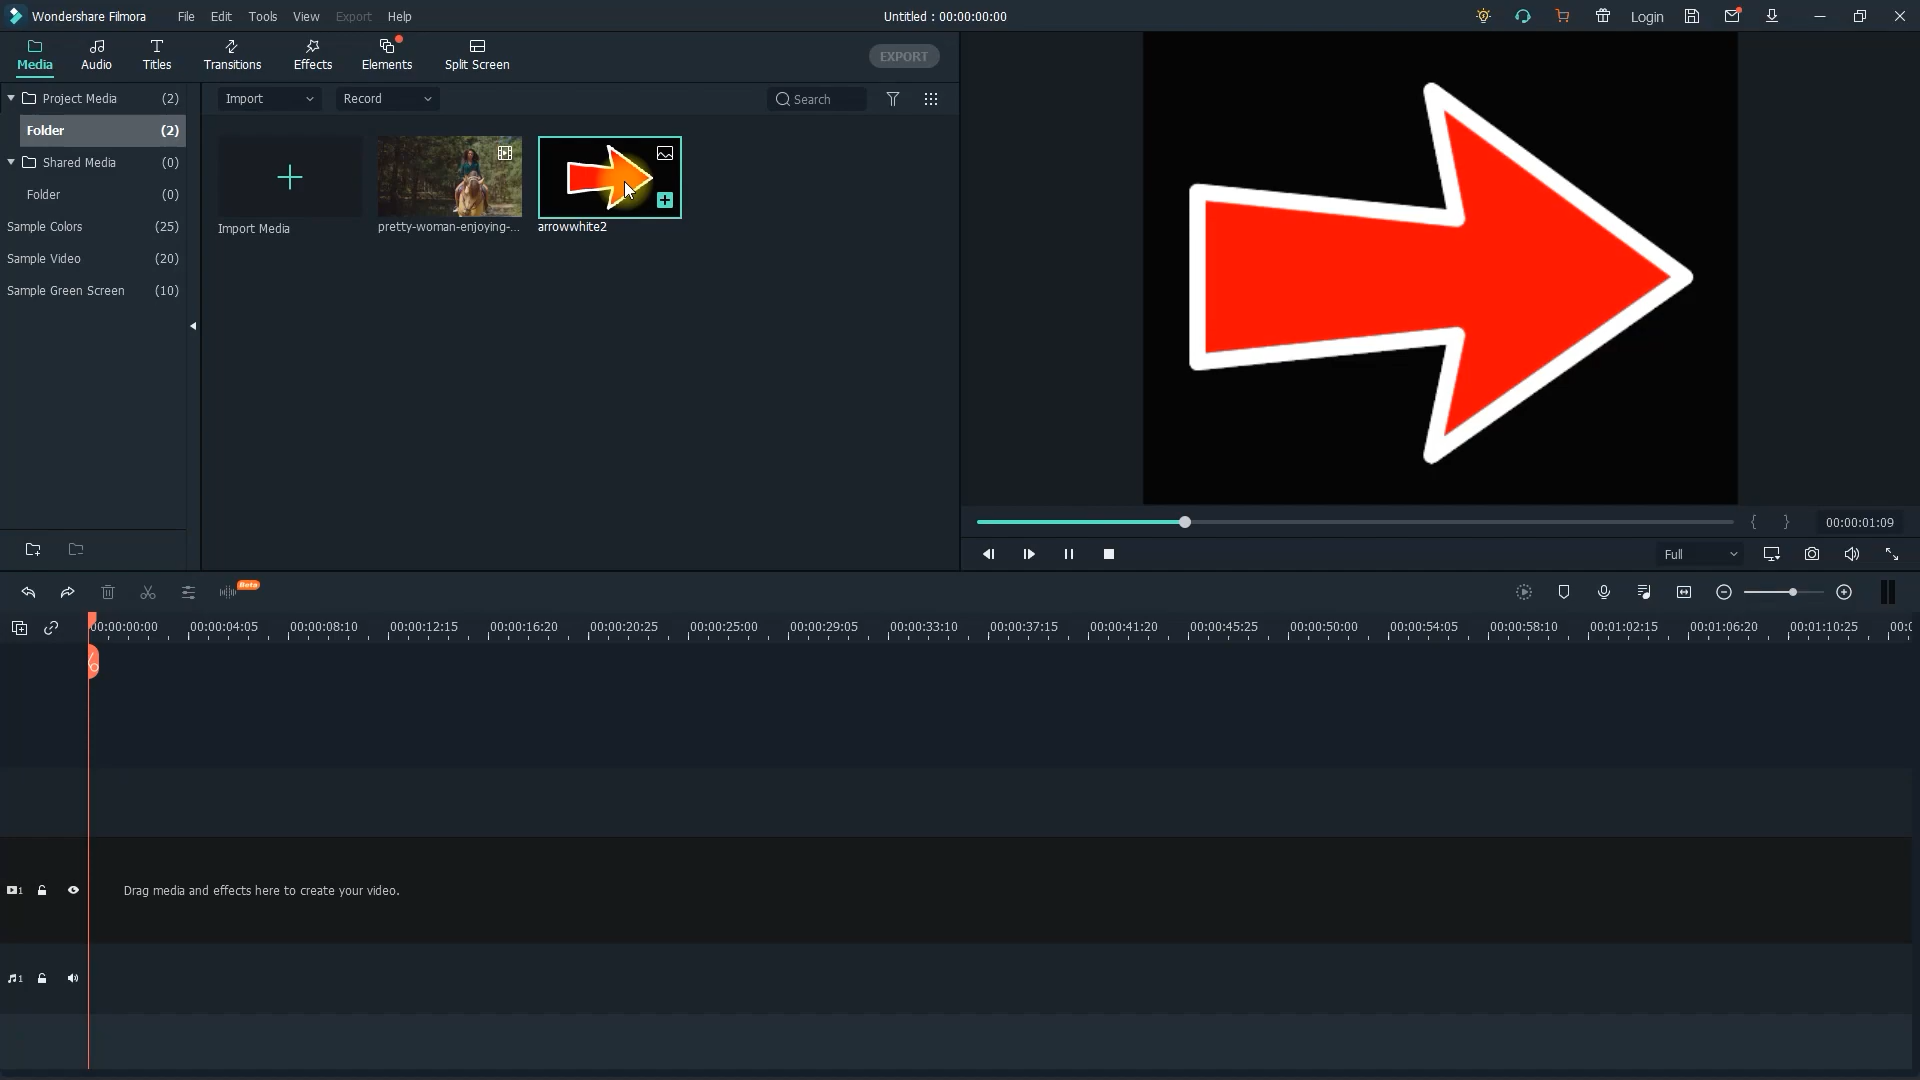 Wondershare Filmora File Edit Tools View Export Help Untitled : 00:00:00:00 Login
Media Audio Titles Transitions Effects Elements Split Screen EXPORT
Project Media (2) Import Record Search
Folder (2)
Shared Media (0)
Folder (0)
Sample Colors (25) Import Media pretty-woman-enjoying-... arrowwhite2
Sample Video (20)
Sample Green Screen (10)
00:00:01:09
Full
Beta
00:00:00:00 00:00:04:05 00:00:08:10 00:00:12:15 00:00:16:20 00:00:20:25 00:00:25:00 00:00:29:05 00:00:33:10 00:00:37:15 00:00:41:20 00:00:45:25 00:00:50:00 00:00:54:05 00:00:58:10 00:01:02:15 00:01:06:20 00:01:10:25 00:0
1 Drag media and effects here to create your video.
1